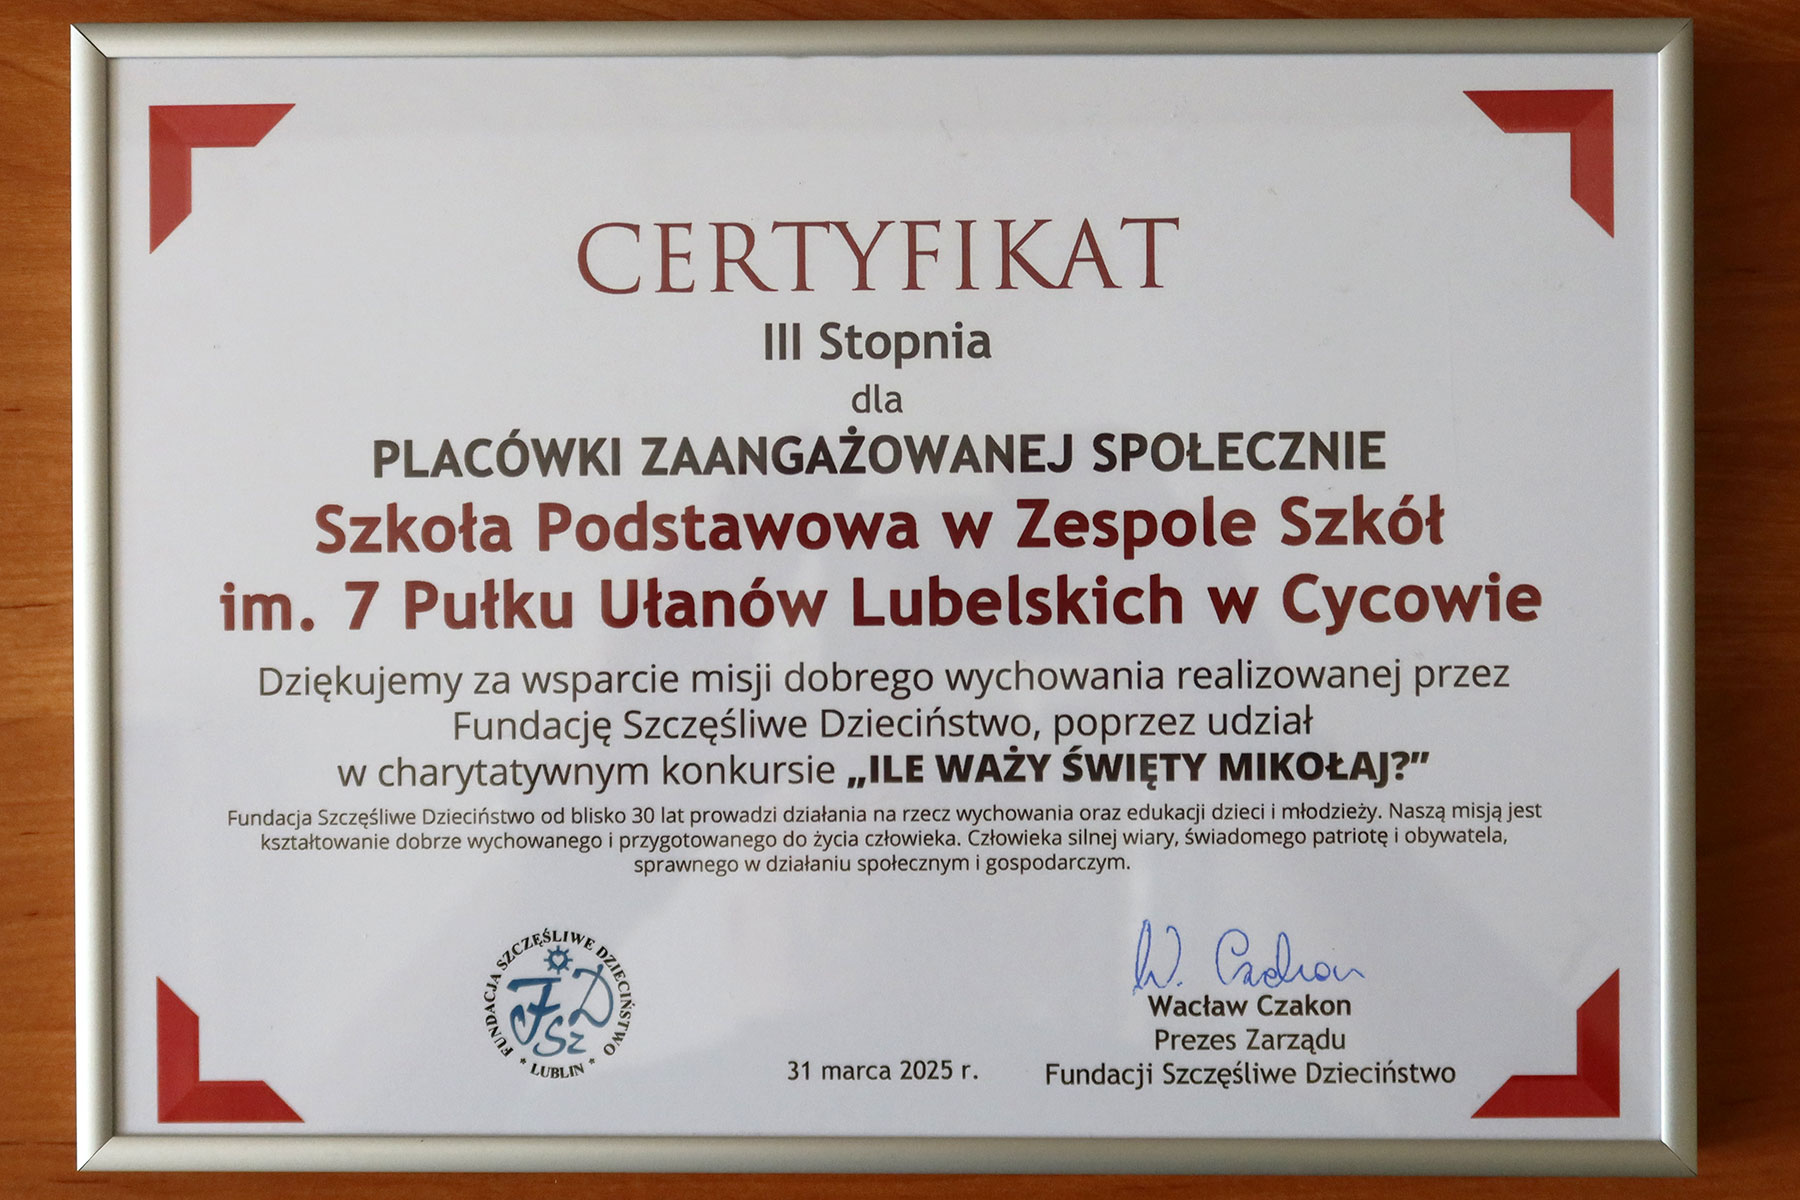 CERTYFIKAT
III Stopnia
dla
PLACÓWKI ZAANGAŻOWANEJ SPOŁECZNIE
Szkoła Podstawowa w Zespole Szkół
im. 7 Pułku Ułanów Lubelskich w Cycowie
Dziękujemy za wsparcie misji dobrego wychowania realizowanej przez
Fundację Szczęśliwe Dzieciństwo, poprzez udział
w charytatywnym konkursie „ILE WAŻY ŚWIĘTY MIKOŁAJ?”
Fundacja Szczęśliwe Dzieciństwo od blisko 30 lat prowadzi działania na rzecz wychowania oraz edukacji dzieci i młodzieży. Naszą misją jest
kształtowanie dobrze wychowanego i przygotowanego do życia człowieka. Człowieka silnej wiary, świadomego patriotę i obywatela,
sprawnego w działaniu społecznym i gospodarczym.
FUNDACJA SZCZĘŚLIWE DZIECIŃSTWO
FSzD
* LUBLIN *
31 marca 2025 r.
W. Czakon
Wacław Czakon
Prezes Zarządu
Fundacji Szczęśliwe Dzieciństwo